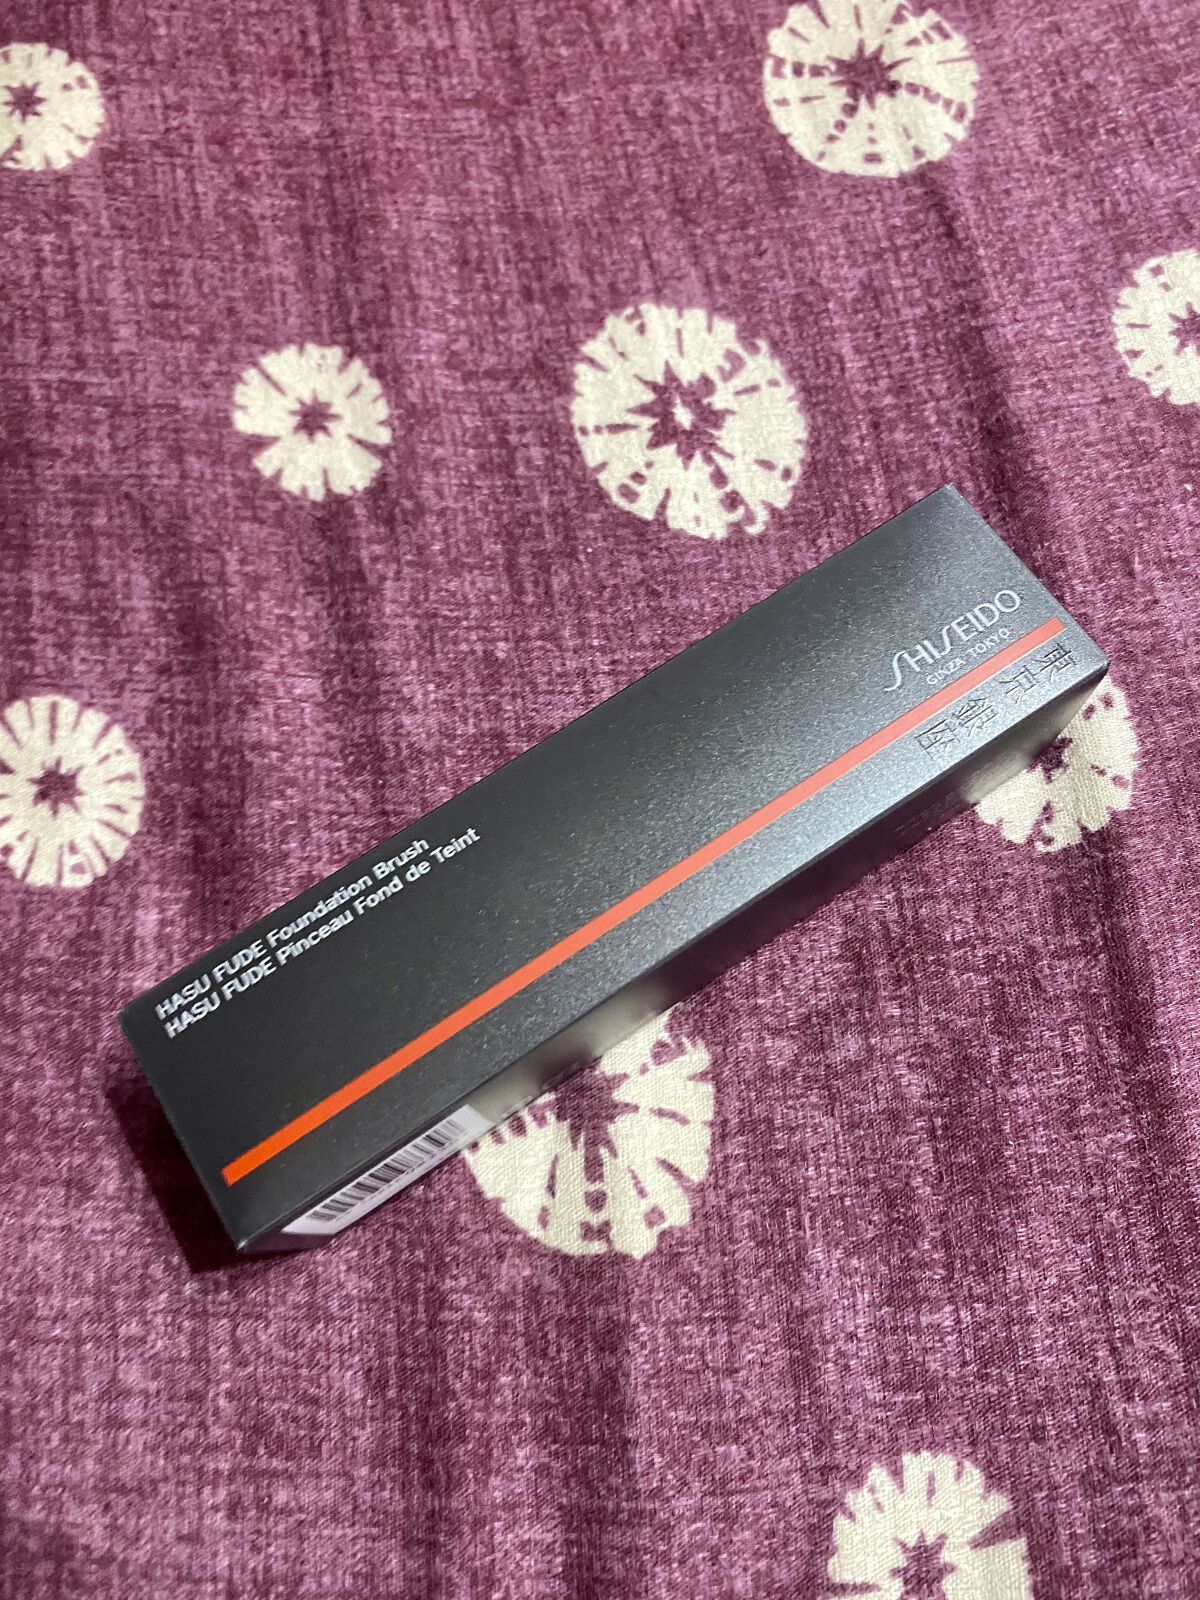 SHISEIDO
GINZA TOKYO
東京銀座
HASU FUDE Foundation Brush
HASU FUDE Pinceau Fond de Teint